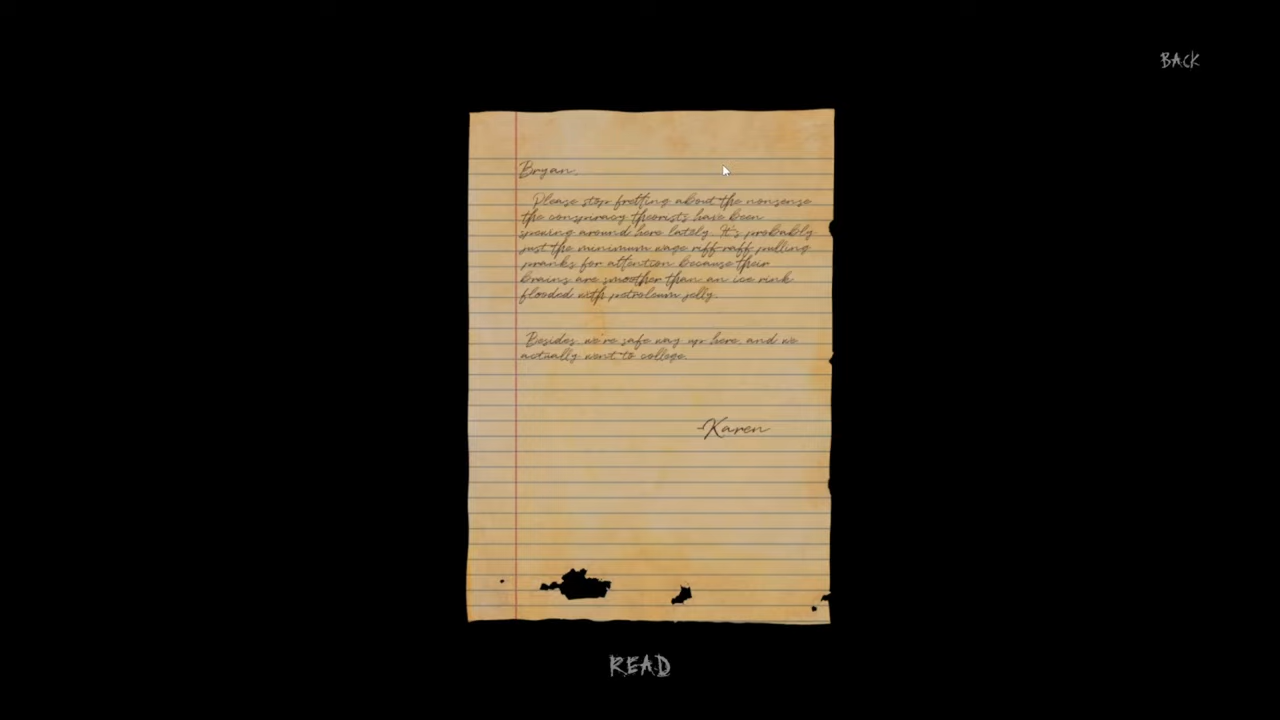 BACK
Bryan,
Please stop fretting about the nonsense
the conspiracy theorists have been
spewing around here lately. It's probably
just the minimum wage riff-raff pulling
pranks for attention because their
brains are smoother than an ice rink
flooded with petroleum jelly.
Besides, we're safe way up here, and we
actually went to college.
-Karen
READ